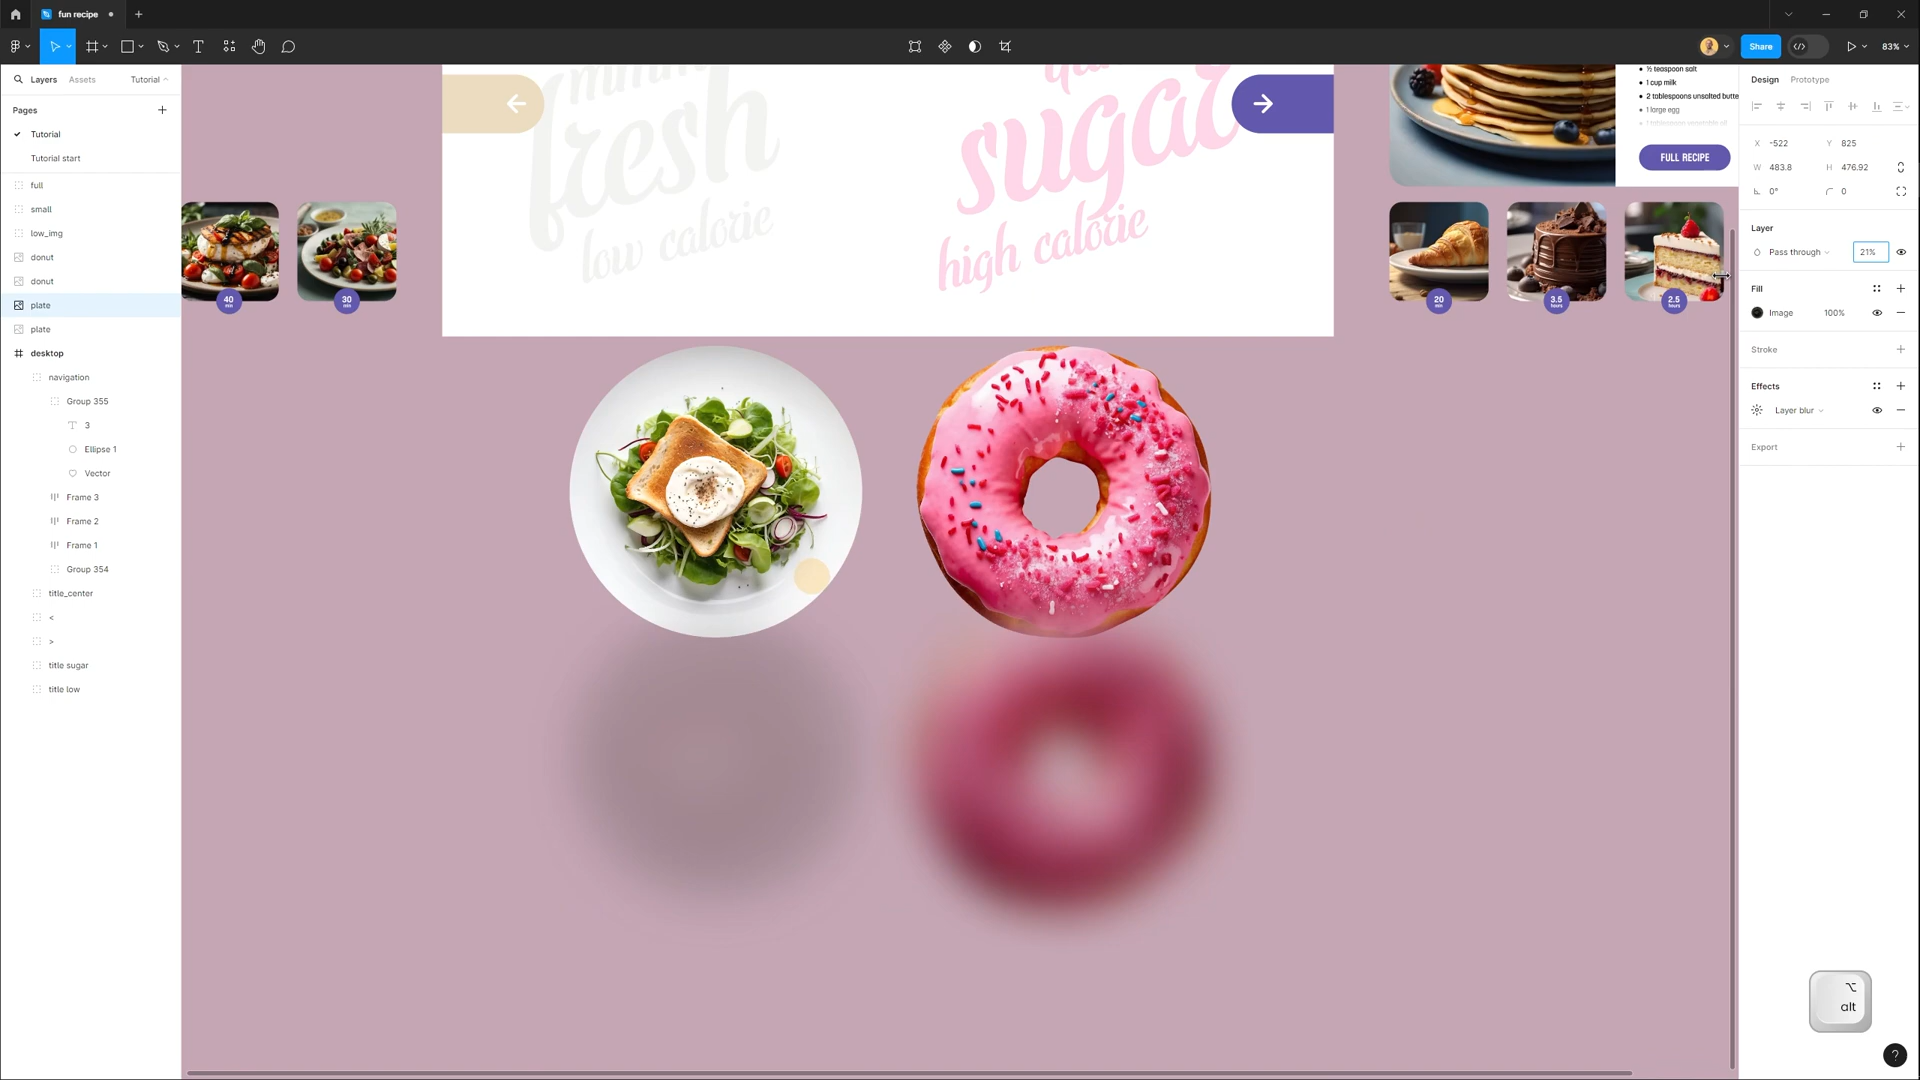 fun recipe
Share
83%
Layers
Assets
Tutorial
Design
Prototype
Pages
Tutorial
Tutorial start
full
small
low_img
donut
donut
plate
plate
desktop
navigation
Group 355
3
Ellipse 1
Vector
Frame 3
Frame 2
Frame 1
Group 354
title_center
<
>
title sugar
title low
fresh
low calorie
sugar
high calorie
40
min
30
min
½ teaspoon salt
1 cup milk
2 tablespoons unsalted butte
1 large egg
1 tablespoon vegetable oil
FULL RECIPE
20
min
3.5
hours
2.5
hours
X -522 Y 825
W 483.8 H 476.92
0° 0
Layer
Pass through 21%
Fill
Image 100%
Stroke
Effects
Layer blur
Export
alt
?